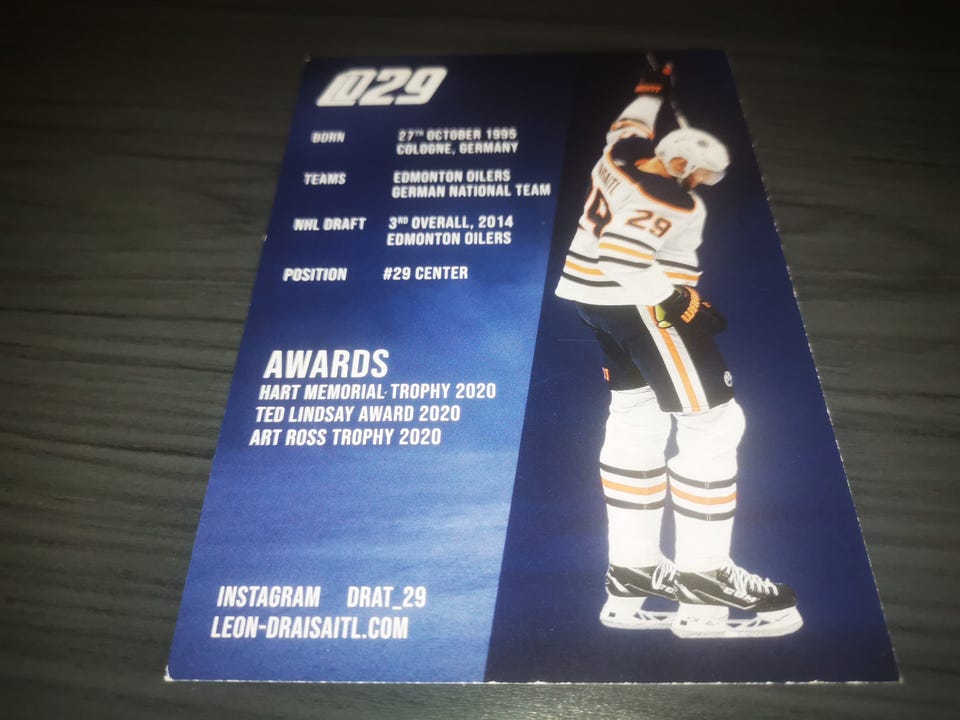 @29
BORN 27TH OCTOBER 1995
COLOGNE, GERMANY
TEAMS EDMONTON OILERS
GERMAN NATIONAL TEAM
NHL DRAFT 3RD OVERALL, 2014
EDMONTON OILERS
POSITION #29 CENTER
AWARDS
HART MEMORIAL TROPHY 2020
TED LINDSAY AWARD 2020
ART ROSS TROPHY 2020
INSTAGRAM DRAT_29
LEON-DRAISAITL.COM
29